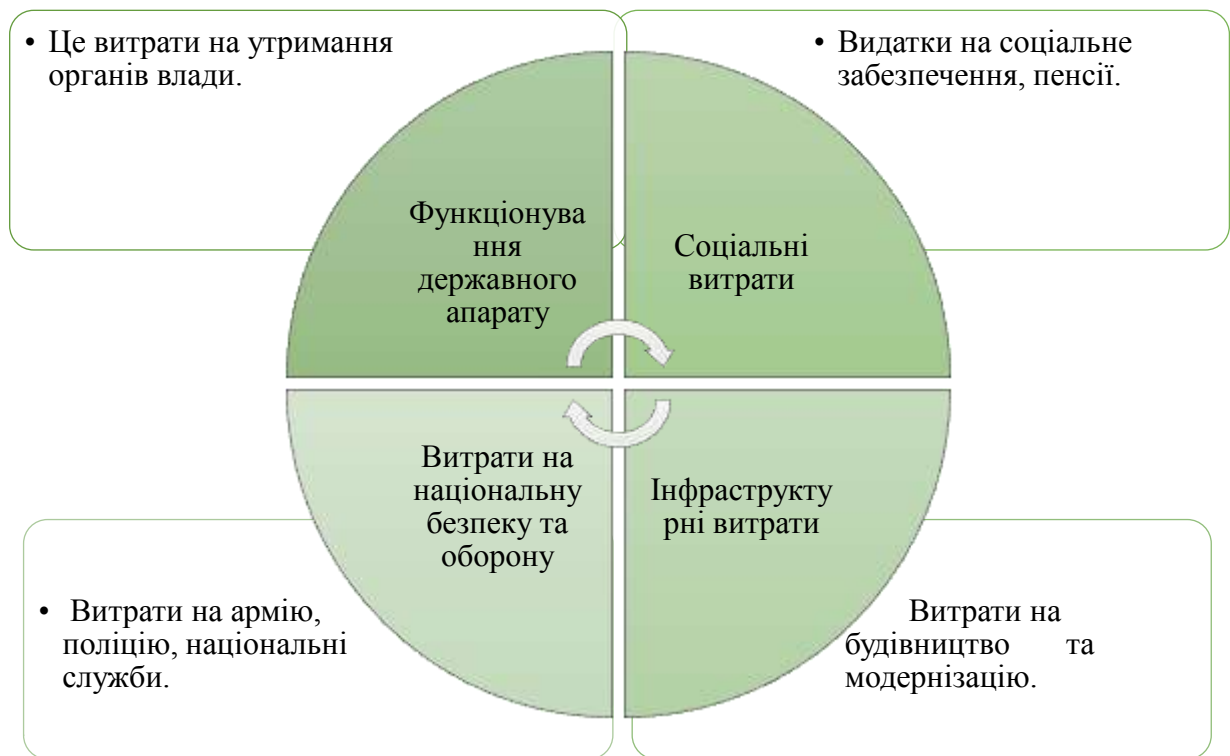 • Це витрати на утримання
органів влади.
• Видатки на соціальне
забезпечення, пенсії.
Функціонува
ння
державного
апарату
Соціальні
витрати
Витрати на
національну
безпеку та
оборону
Інфраструкту
рні витрати
• Витрати на армію,
поліцію, національні
служби.
Витрати на
будівництво та
модернізацію.